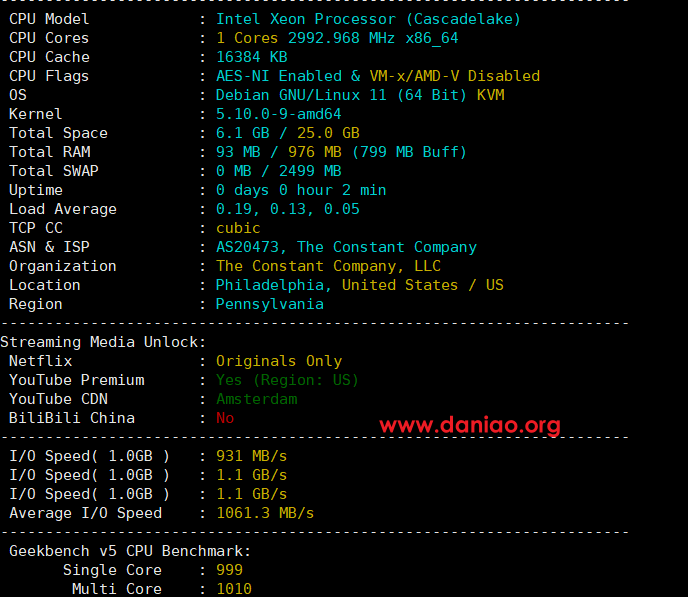 CPU Model : Intel Xeon Processor (Cascadelake)
CPU Cores : 1 Cores 2992.968 MHz x86_64
CPU Cache : 16384 KB
CPU Flags : AES-NI Enabled & VM-x/AMD-V Disabled
OS : Debian GNU/Linux 11 (64 Bit) KVM
Kernel : 5.10.0-9-amd64
Total Space : 6.1 GB / 25.0 GB
Total RAM : 93 MB / 976 MB (799 MB Buff)
Total SWAP : 0 MB / 2499 MB
Uptime : 0 days 0 hour 2 min
Load Average : 0.19, 0.13, 0.05
TCP CC : cubic
ASN & ISP : AS20473, The Constant Company
Organization : The Constant Company, LLC
Location : Philadelphia, United States / US
Region : Pennsylvania
----------------------------------------------------------------------
Streaming Media Unlock:
Netflix : Originals Only
YouTube Premium : Yes (Region: US)
YouTube CDN : Amsterdam
BiliBili China : No
www.daniao.org
----------------------------------------------------------------------
I/O Speed( 1.0GB ) : 931 MB/s
I/O Speed( 1.0GB ) : 1.1 GB/s
I/O Speed( 1.0GB ) : 1.1 GB/s
Average I/O Speed : 1061.3 MB/s
----------------------------------------------------------------------
Geekbench v5 CPU Benchmark:
Single Core : 999
Multi Core : 1010